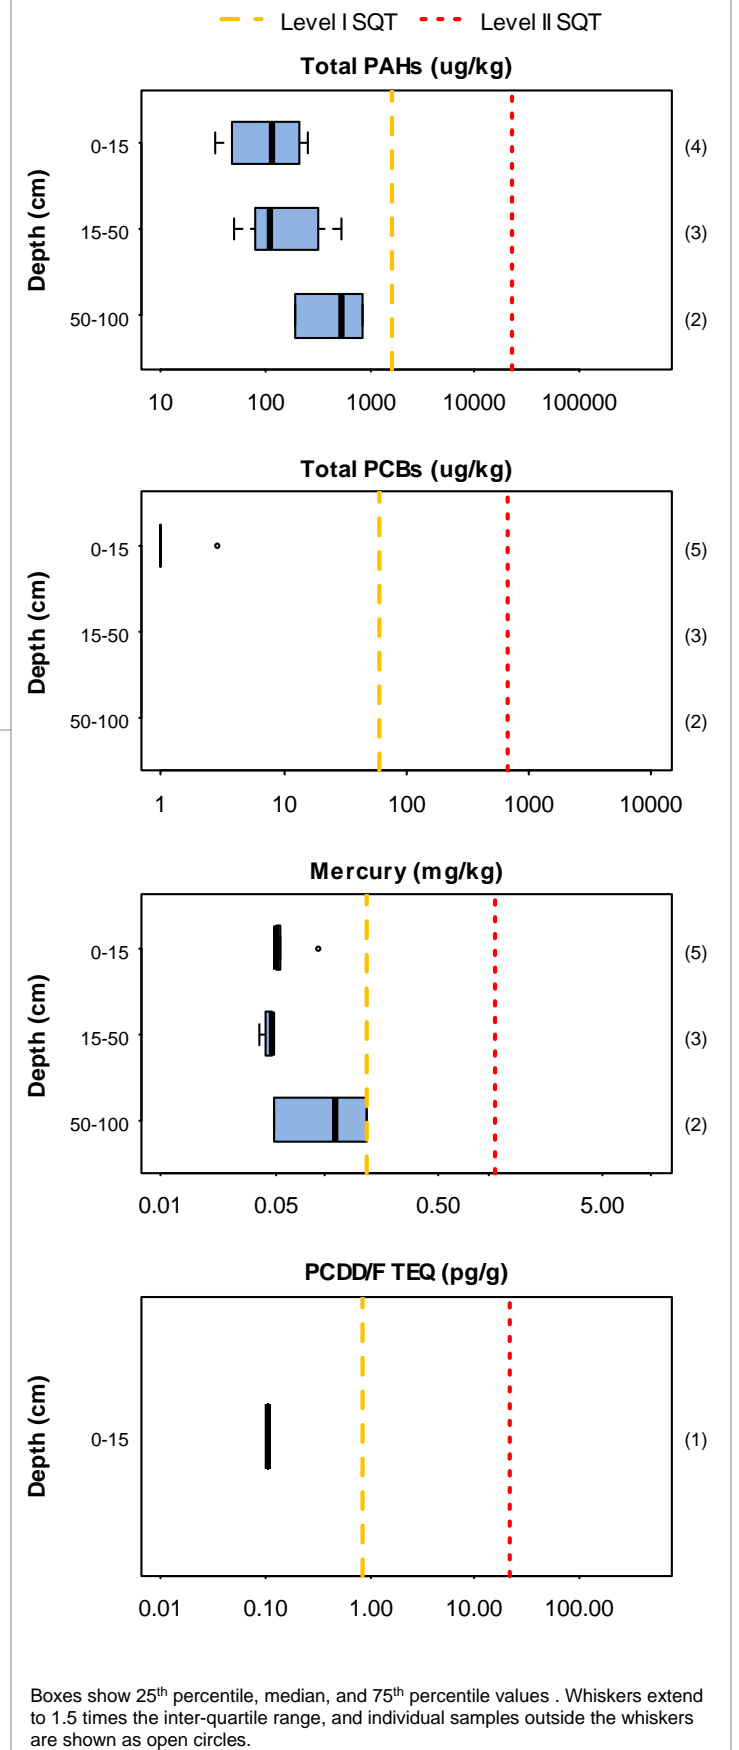 Level I SQT Level II SQT
Total PAHs (ug/kg)
Depth (cm)
0-15 (4)
15-50 (3)
50-100 (2)
10 100 1000 10000 100000
Total PCBs (ug/kg)
Depth (cm)
0-15 (5)
15-50 (3)
50-100 (2)
1 10 100 1000 10000
Mercury (mg/kg)
Depth (cm)
0-15 (5)
15-50 (3)
50-100 (2)
0.01 0.05 0.50 5.00
PCDD/F TEQ (pg/g)
Depth (cm)
0-15 (1)
0.01 0.10 1.00 10.00 100.00
Boxes show 25th percentile, median, and 75th percentile values . Whiskers extend
to 1.5 times the inter-quartile range, and individual samples outside the whiskers
are shown as open circles.